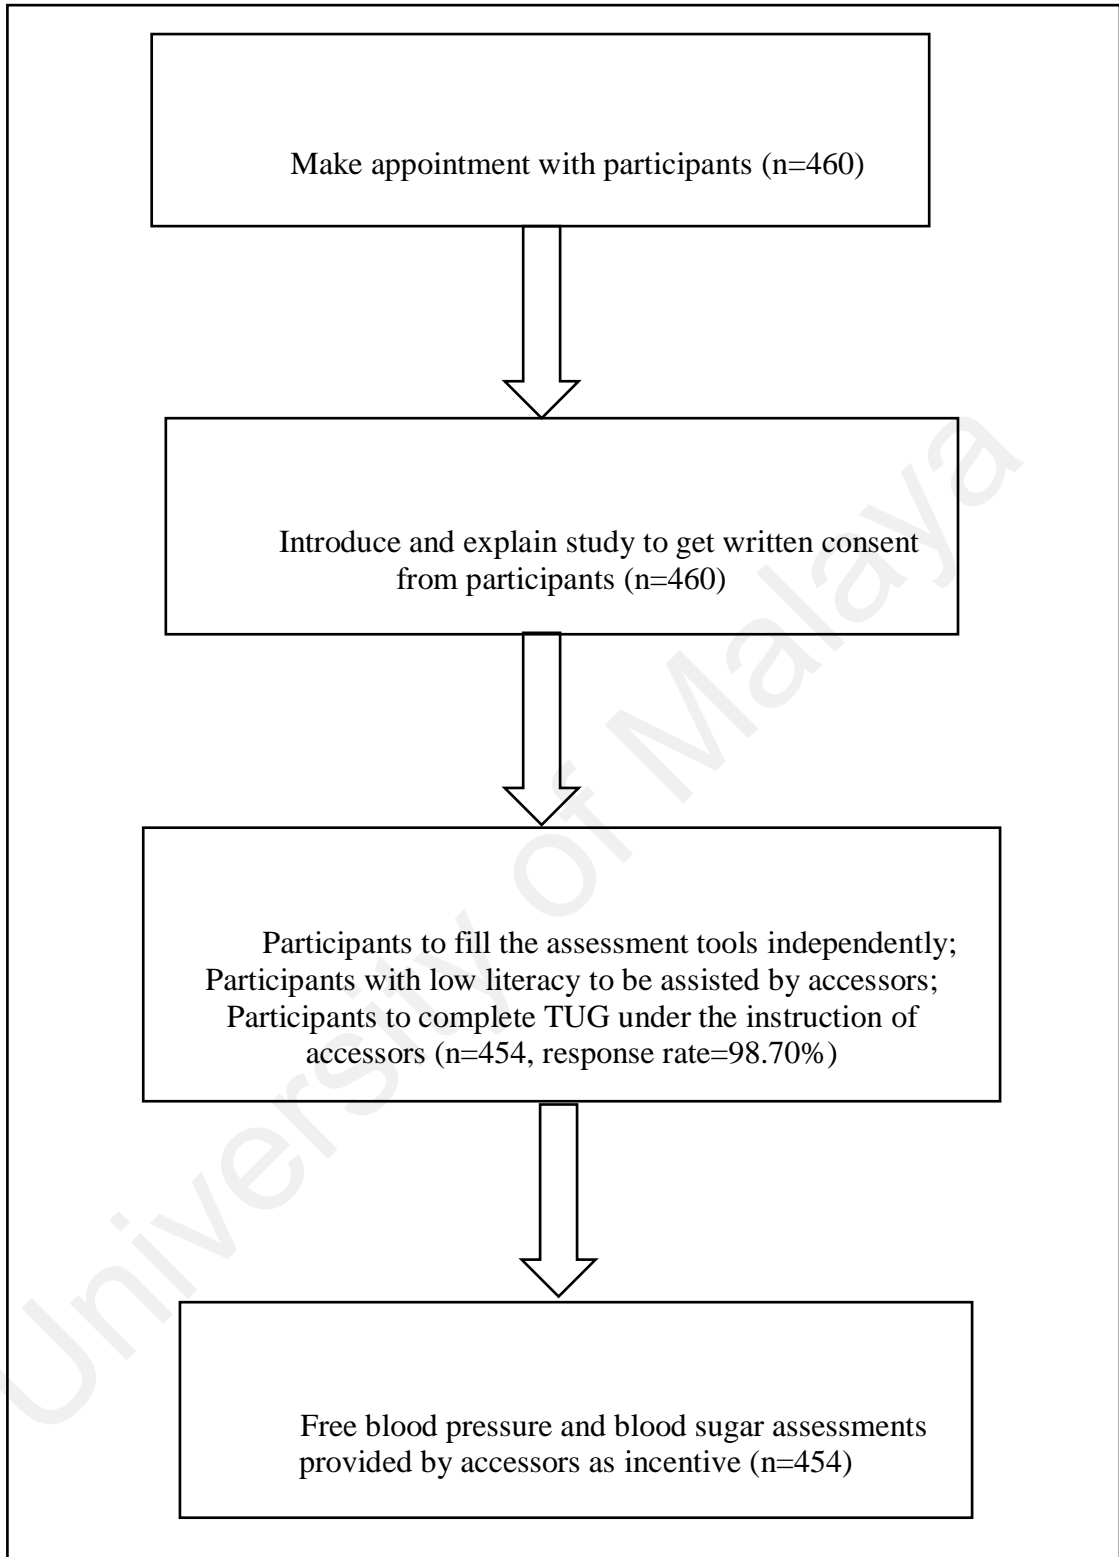 Make appointment with participants (n=460)
Introduce and explain study to get written consent
from participants (n=460)
Participants to fill the assessment tools independently;
Participants with low literacy to be assisted by accessors;
Participants to complete TUG under the instruction of
accessors (n=454, response rate=98.70%)
Free blood pressure and blood sugar assessments
provided by accessors as incentive (n=454)
University of Malaya